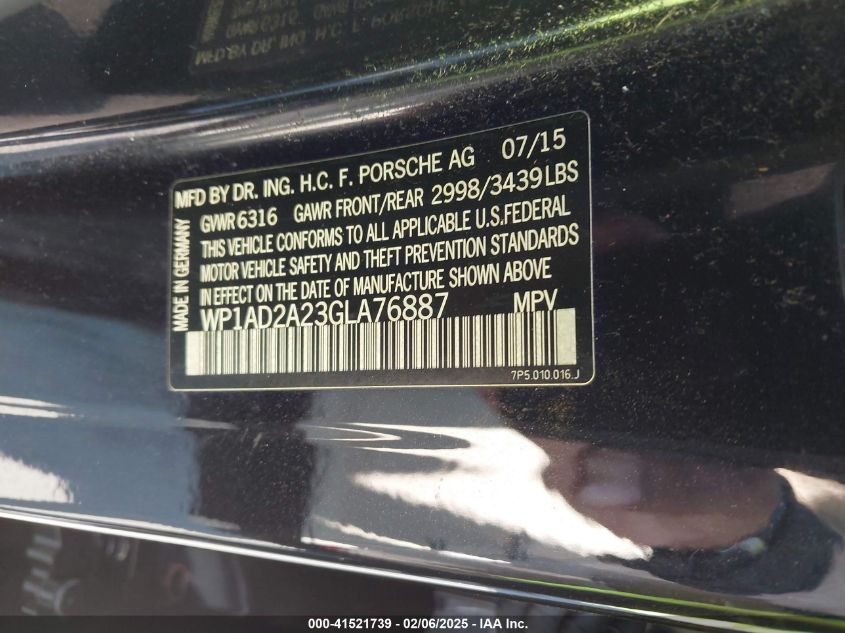 MFD BY DR. ING. H.C. F. PORSCHE AG 07/15
GVWR 6316 GAWR FRONT/REAR 2998/3439 LBS
THIS VEHICLE CONFORMS TO ALL APPLICABLE U.S.FEDERAL
MOTOR VEHICLE SAFETY AND THEFT PREVENTION STANDARDS
IN EFFECT ON THE DATE OF MANUFACTURE SHOWN ABOVE
WP1AD2A23GLA76887 MPV
7P5.010.016.J
MADE IN GERMANY
000-41521739 - 02/06/2025 - IAA Inc.